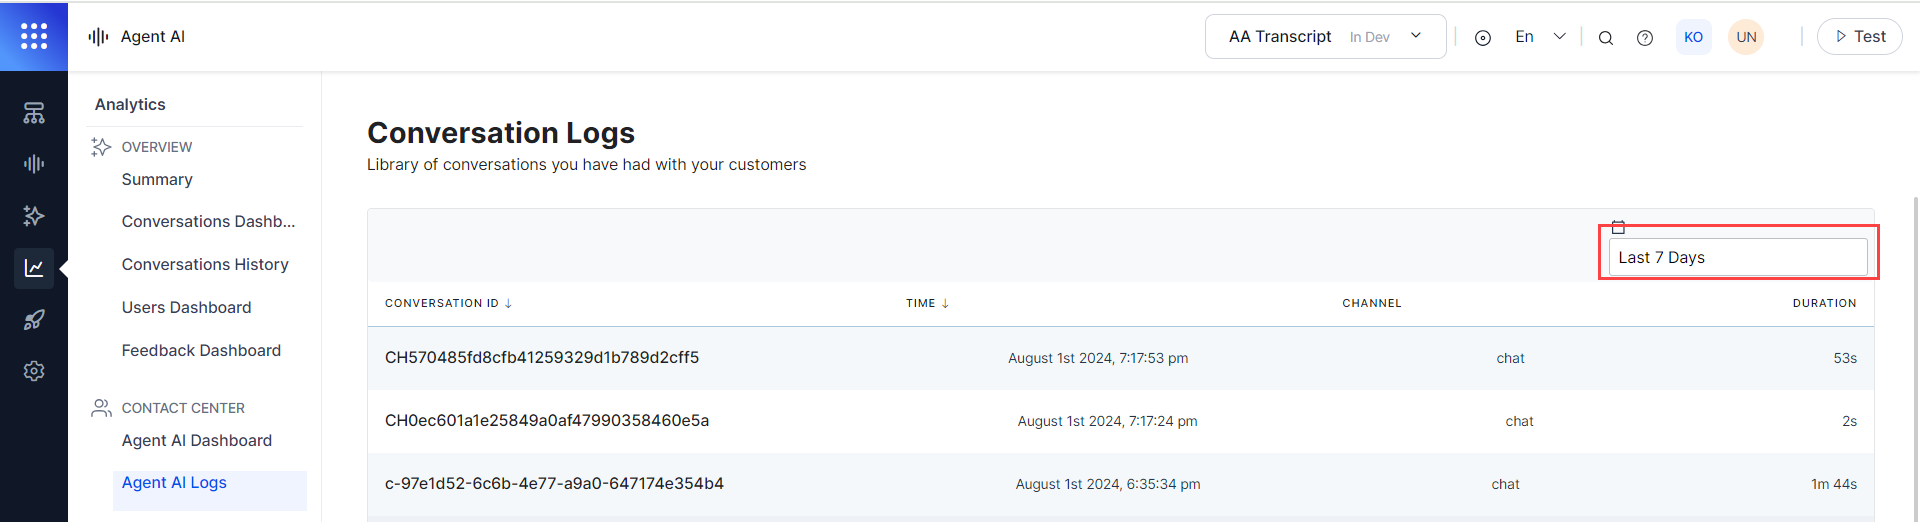 Agent AI
AA Transcript In Dev
En
KO
UN
Test
Analytics
OVERVIEW
Summary
Conversations Dashb...
Conversations History
Users Dashboard
Feedback Dashboard
CONTACT CENTER
Agent AI Dashboard
Agent AI Logs
Conversation Logs
Library of conversations you have had with your customers
Last 7 Days
CONVERSATION ID ↓ TIME ↓ CHANNEL DURATION
CH570485fd8cfb41259329d1b789d2cff5 August 1st 2024, 7:17:53 pm chat 53s
CH0ec601a1e25849a0af47990358460e5a August 1st 2024, 7:17:24 pm chat 2s
c-97e1d52-6c6b-4e77-a9a0-647174e354b4 August 1st 2024, 6:35:34 pm chat 1m 44s